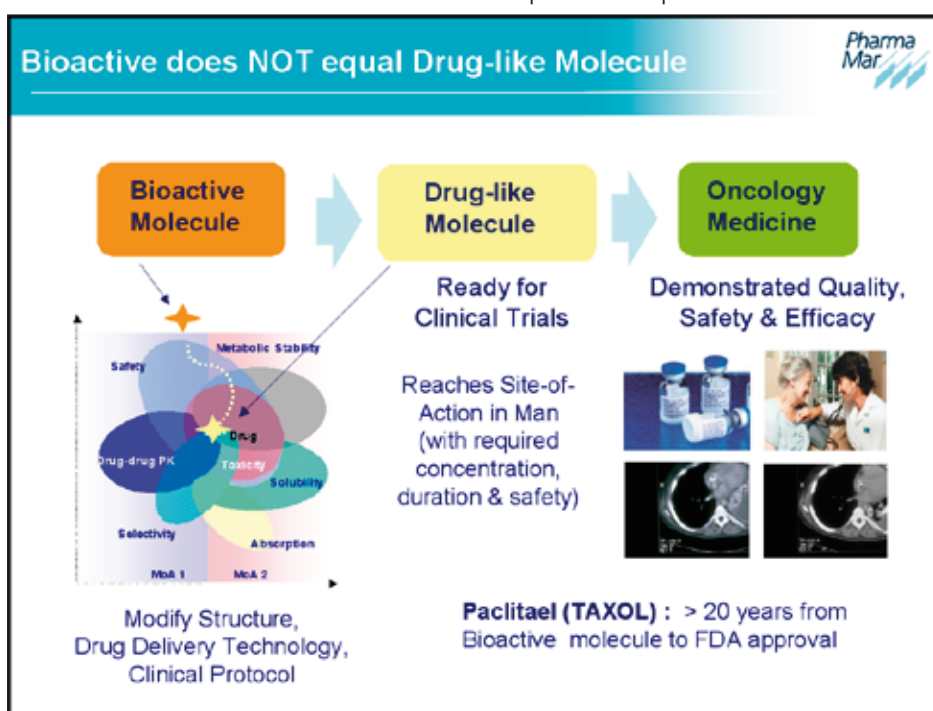 Bioactive does NOT equal Drug-like Molecule
Pharma
Mar
Bioactive
Molecule
Drug-like
Molecule
Oncology
Medicine
Ready for
Clinical Trials
Demonstrated Quality,
Safety & Efficacy
Reaches Site-of-
Action in Man
(with required
concentration,
duration & safety)
Safety
Metabolic Stability
Drug
Drug-drug PK
Toxicity
Solubility
Selectivity
Absorption
MoA 1
MoA 2
Modify Structure,
Drug Delivery Technology,
Clinical Protocol
Paclitael (TAXOL) : > 20 years from
Bioactive molecule to FDA approval